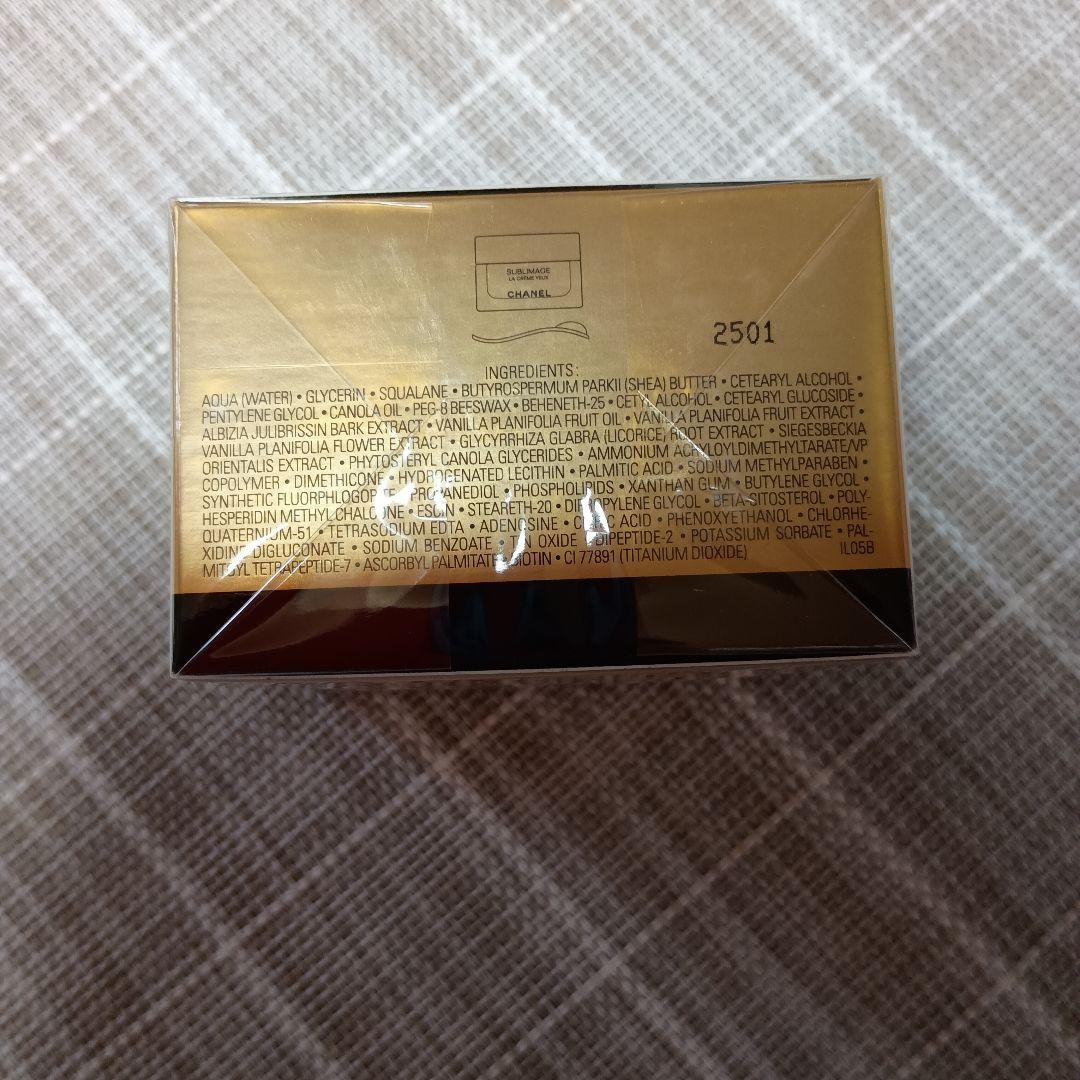 SUBLIMAGE
LA CRÈME YEUX
CHANEL
2501
INGREDIENTS:
AQUA (WATER) • GLYCERIN • SQUALANE • BUTYROSPERMUM PARKII (SHEA) BUTTER • CETEARYL ALCOHOL •
PENTYLENE GLYCOL • CANOLA OIL • PEG-8 BEESWAX • BEHENETH-25 • CETYL ALCOHOL • CETEARYL GLUCOSIDE •
ALBIZIA JULIBRISSIN BARK EXTRACT • VANILLA PLANIFOLIA FRUIT OIL • VANILLA PLANIFOLIA FRUIT EXTRACT •
VANILLA PLANIFOLIA FLOWER EXTRACT • GLYCYRRHIZA GLABRA (LICORICE) ROOT EXTRACT • SIEGESBECKIA
ORIENTALIS EXTRACT • PHYTOSTERYL CANOLA GLYCERIDES • AMMONIUM ACRYLOYLDIMETHYLTAURATE/VP
COPOLYMER • DIMETHICONE • HYDROGENATED LECITHIN • PALMITIC ACID • SODIUM METHYLPARABEN •
SYNTHETIC FLUORPHLOGOPITE • PROPANEDIOL • PHOSPHOLIPIDS • XANTHAN GUM • BUTYLENE GLYCOL •
HESPERIDIN METHYL CHALCONE • ESCIN • STEARETH-20 • DIPROPYLENE GLYCOL • BETA-SITOSTEROL • POLY-
QUATERNIUM-51 • TETRASODIUM EDTA • ADENOSINE • ACID • PHENOXYETHANOL • CHLORHE-
XIDINE DIGLUCONATE • SODIUM BENZOATE • TIN OXIDE • DIPEPTIDE-2 • POTASSIUM SORBATE • PAL-
MITOYL TETRAPEPTIDE-7 • ASCORBYL PALMITATE • BIOTIN • CI 77891 (TITANIUM DIOXIDE) IL05B